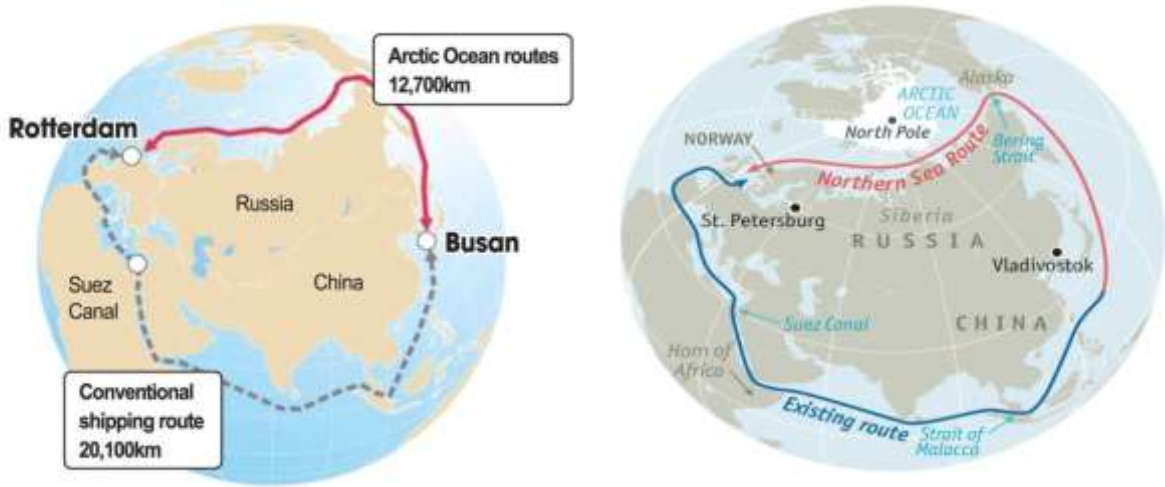 Arctic Ocean routes
12,700km
Rotterdam
Russia
Busan
China
Suez
Canal
Conventional
shipping route
20,100km
Alaska
ARCTIC
OCEAN
North Pole
NORWAY
Bering
Strait
Northern Sea Route
St. Petersburg
Siberia
RUSSIA
Vladivostok
Suez Canal
CHINA
Horn of
Africa
Existing route
Strait of
Malacca